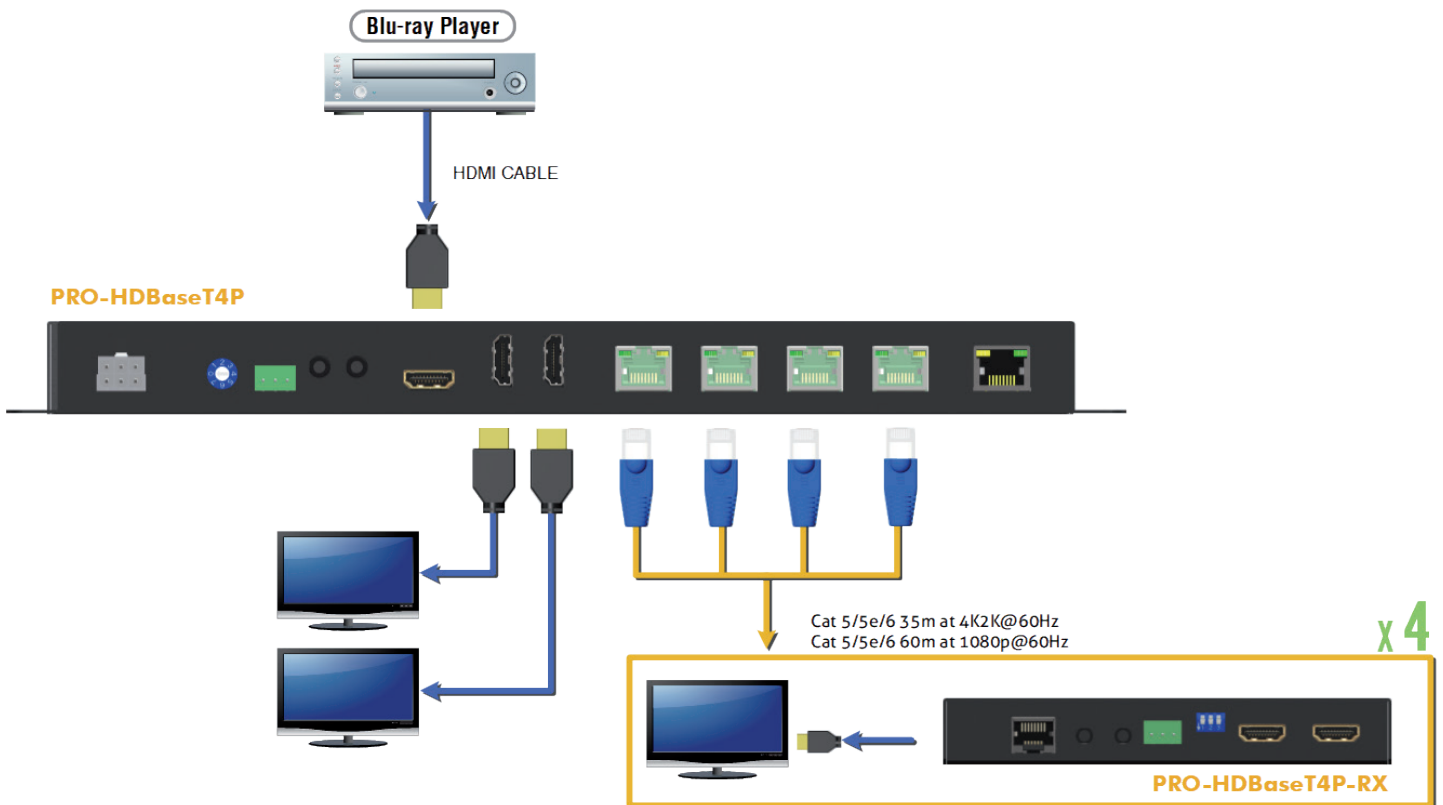 Blu-ray Player
HDMI CABLE
PRO-HDBaseT4P
Cat 5/5e/6 35m at 4K2K@60Hz
Cat 5/5e/6 60m at 1080p@60Hz
x 4
PRO-HDBaseT4P-RX